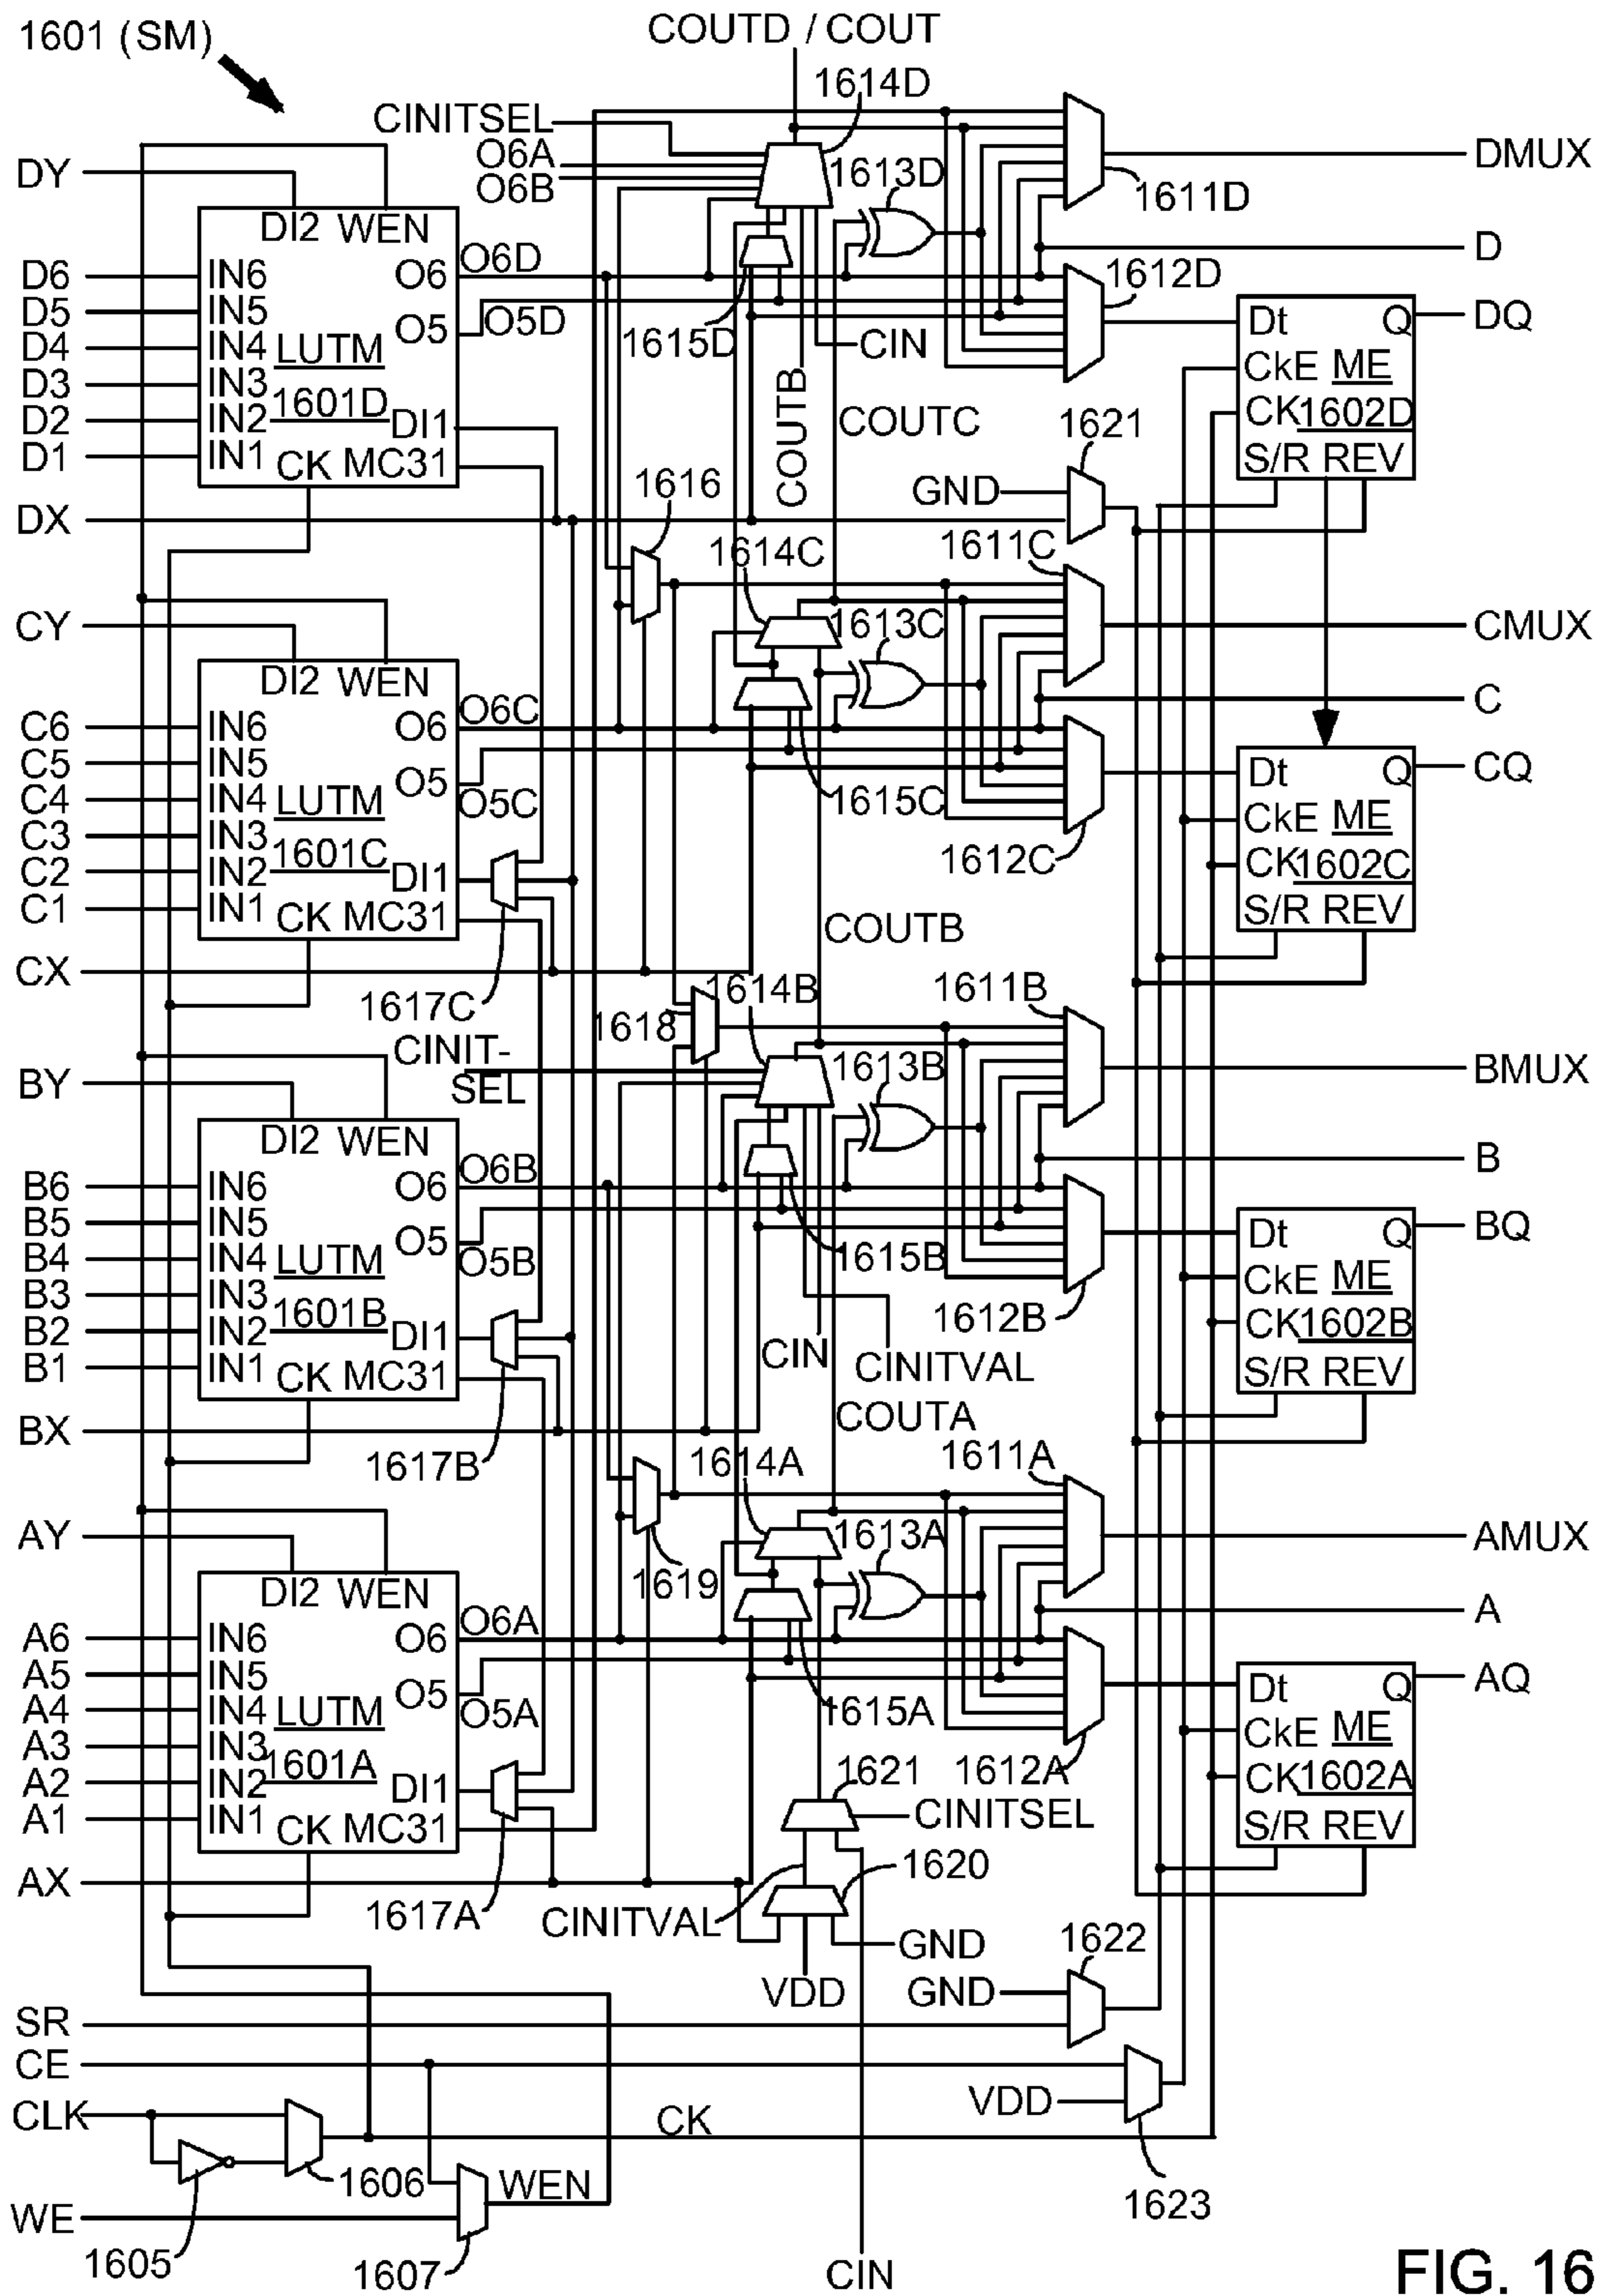 1601 (SM)
COUTD / COUT
1614D
CINITSEL
O6A
O6B
1613D
DMUX
1611D
DY
DI2 WEN
D6
D5
D4
D3
D2
D1
IN6
IN5
IN4
IN3
IN2
IN1
LUTM
1601D
O6
O5
DI1
CK MC31
O6D
O5D
1615D
CIN
COUTB
COUTC
D
1612D
Dt
Q
CkE ME
CK 1602D
S/R REV
DQ
1621
GND
DX
1616
1614C
1611C
1613C
CMUX
CY
DI2 WEN
C6
C5
C4
C3
C2
C1
IN6
IN5
IN4
IN3
IN2
IN1
LUTM
1601C
O6
O5
DI1
CK MC31
O6C
O5C
1615C
C
1612C
Dt
Q
CkE ME
CK 1602C
S/R REV
CQ
COUTB
CX
1617C
1618
1614B
1611B
CINIT-
SEL
1613B
BMUX
BY
DI2 WEN
B6
B5
B4
B3
B2
B1
IN6
IN5
IN4
IN3
IN2
IN1
LUTM
1601B
O6
O5
DI1
CK MC31
O6B
O5B
1615B
B
1612B
Dt
Q
CkE ME
CK 1602B
S/R REV
BQ
CIN
CINITVAL
COUTA
BX
1617B
1614A
1611A
1613A
1619
AMUX
AY
DI2 WEN
A6
A5
A4
A3
A2
A1
IN6
IN5
IN4
IN3
IN2
IN1
LUTM
1601A
O6
O5
DI1
CK MC31
O6A
O5A
1615A
A
1612A
Dt
Q
CkE ME
CK 1602A
S/R REV
AQ
1621
CINITSEL
1620
AX
1617A
CINITVAL
GND
VDD
1622
GND
SR
CE
VDD
CLK
CK
1606
WEN
1623
WE
1605
1607
CIN
FIG. 16